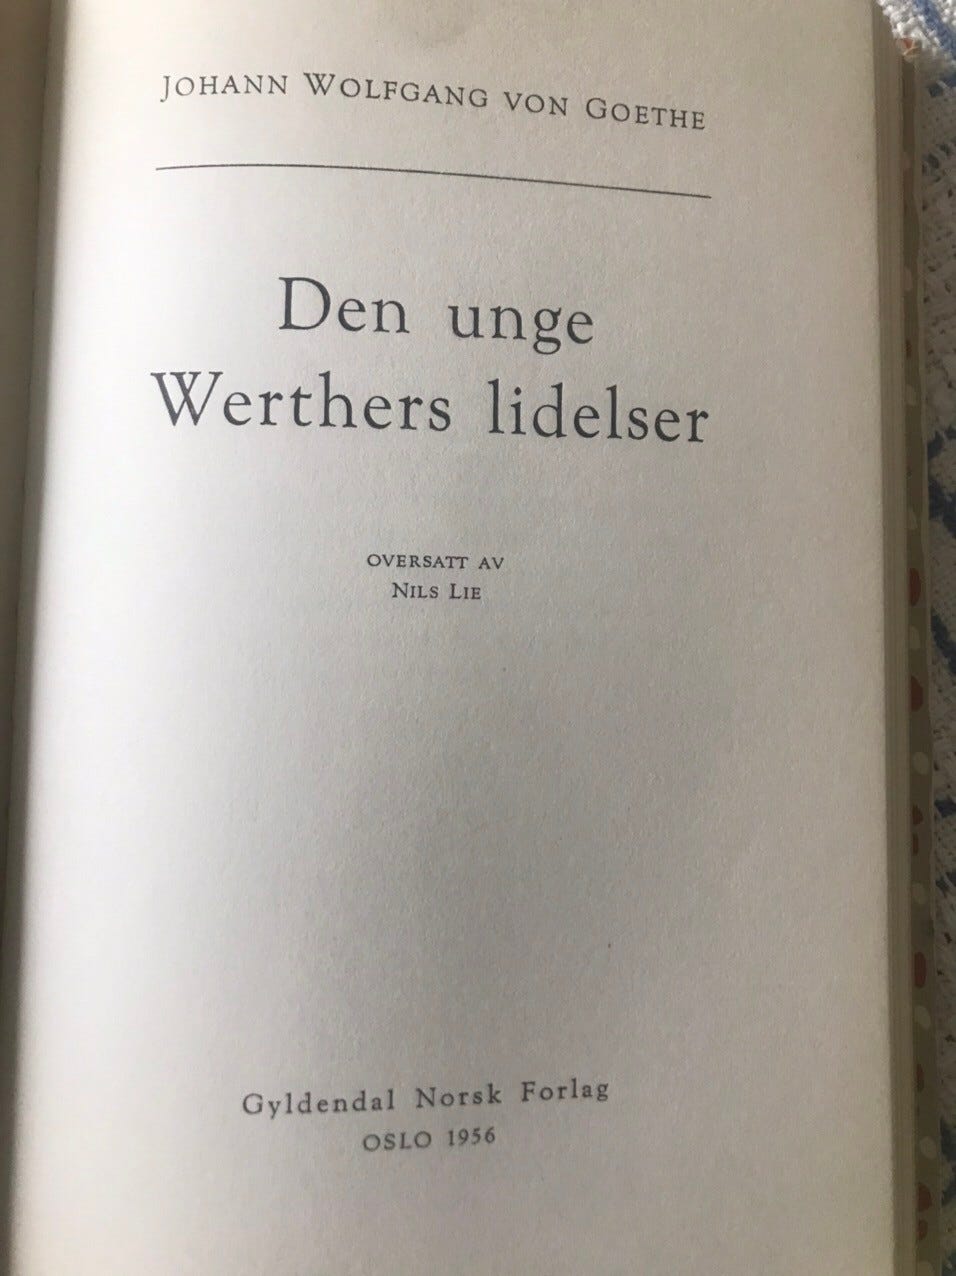 Johann Wolfgang von Goethe
Den unge
Werthers lidelser
OVERSATT AV
Nils Lie
Gyldendal Norsk Forlag
OSLO 1956